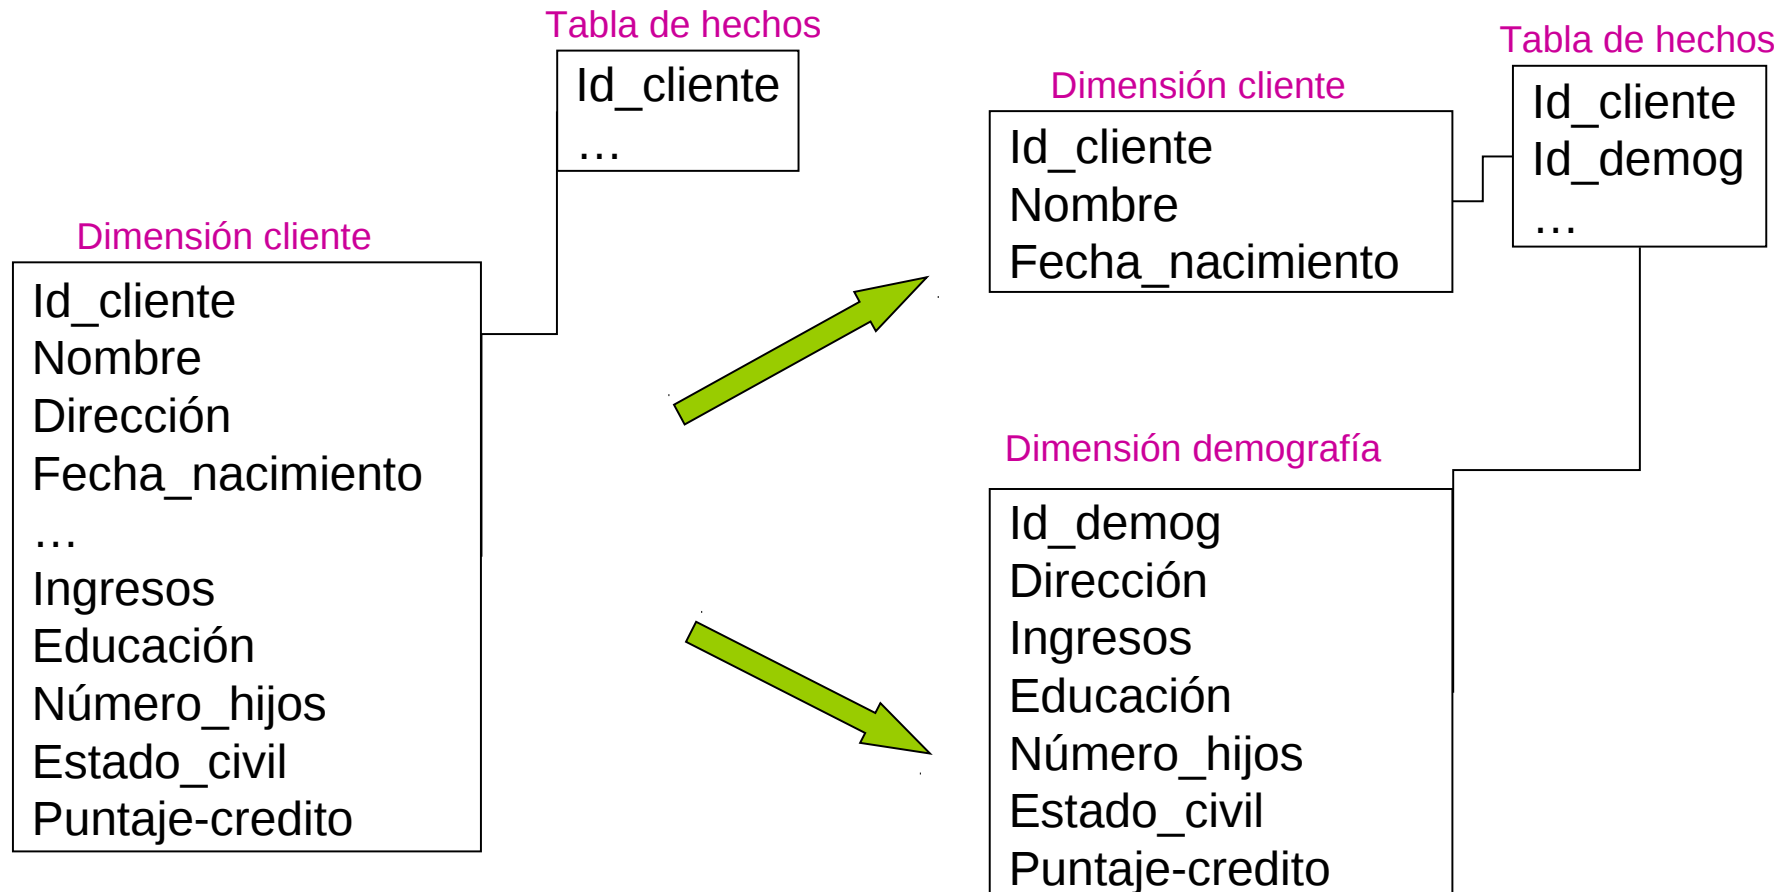 Tabla de hechos
Id_cliente
…
Dimensión cliente
Id_cliente
Nombre
Dirección
Fecha_nacimiento
…
Ingresos
Educación
Número_hijos
Estado_civil
Puntaje-credito
Tabla de hechos
Id_cliente
Id_demog
…
Dimensión cliente
Id_cliente
Nombre
Fecha_nacimiento
Dimensión demografía
Id_demog
Dirección
Ingresos
Educación
Número_hijos
Estado_civil
Puntaje-credito